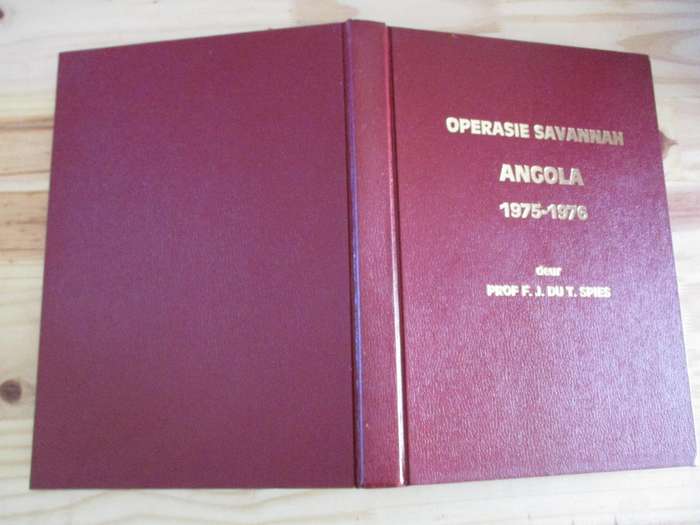 OPERASIE SAVANNAH
ANGOLA
1975-1976
deur
PROF F. J. DU T. SPIES